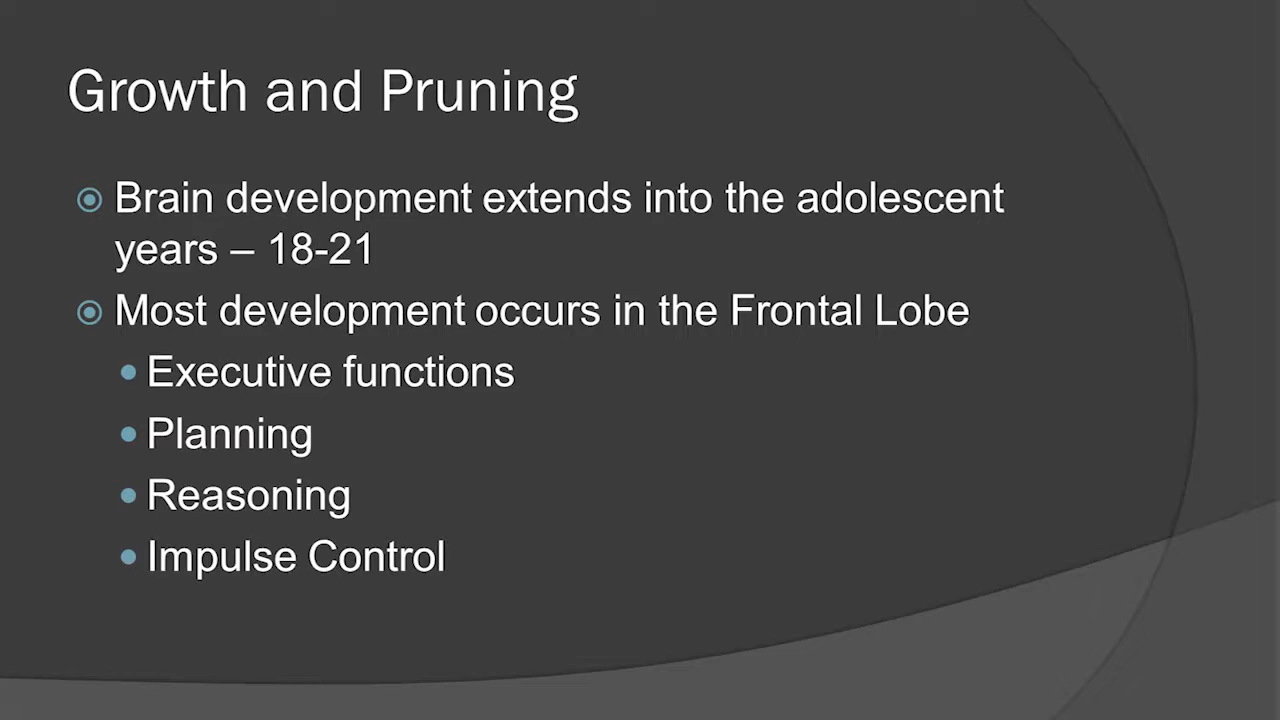 Growth and Pruning
Brain development extends into the adolescent
years – 18-21
Most development occurs in the Frontal Lobe
Executive functions
Planning
Reasoning
Impulse Control